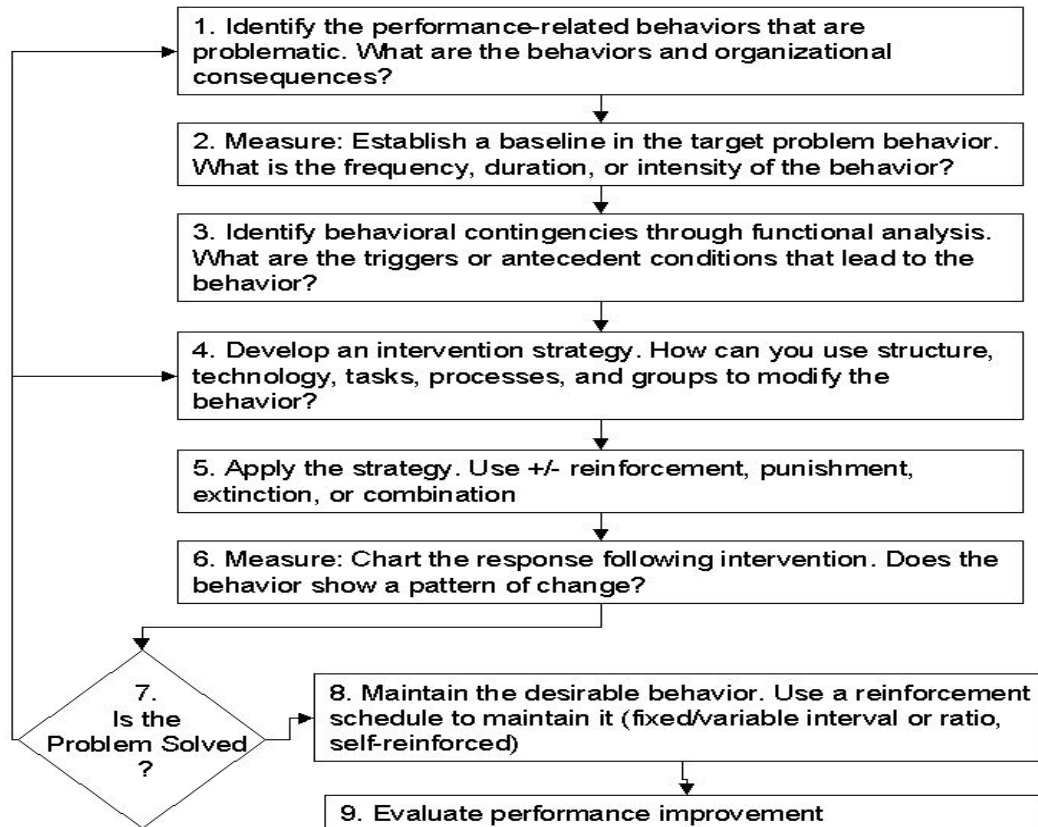 1. Identify the performance-related behaviors that are
problematic. What are the behaviors and organizational
consequences?
2. Measure: Establish a baseline in the target problem behavior.
What is the frequency, duration, or intensity of the behavior?
3. Identify behavioral contingencies through functional analysis.
What are the triggers or antecedent conditions that lead to the
behavior?
4. Develop an intervention strategy. How can you use structure,
technology, tasks, processes, and groups to modify the
behavior?
5. Apply the strategy. Use +/- reinforcement, punishment,
extinction, or combination
6. Measure: Chart the response following intervention. Does the
behavior show a pattern of change?
7.
Is the
Problem Solved
?
8. Maintain the desirable behavior. Use a reinforcement
schedule to maintain it (fixed/variable interval or ratio,
self-reinforced)
9. Evaluate performance improvement